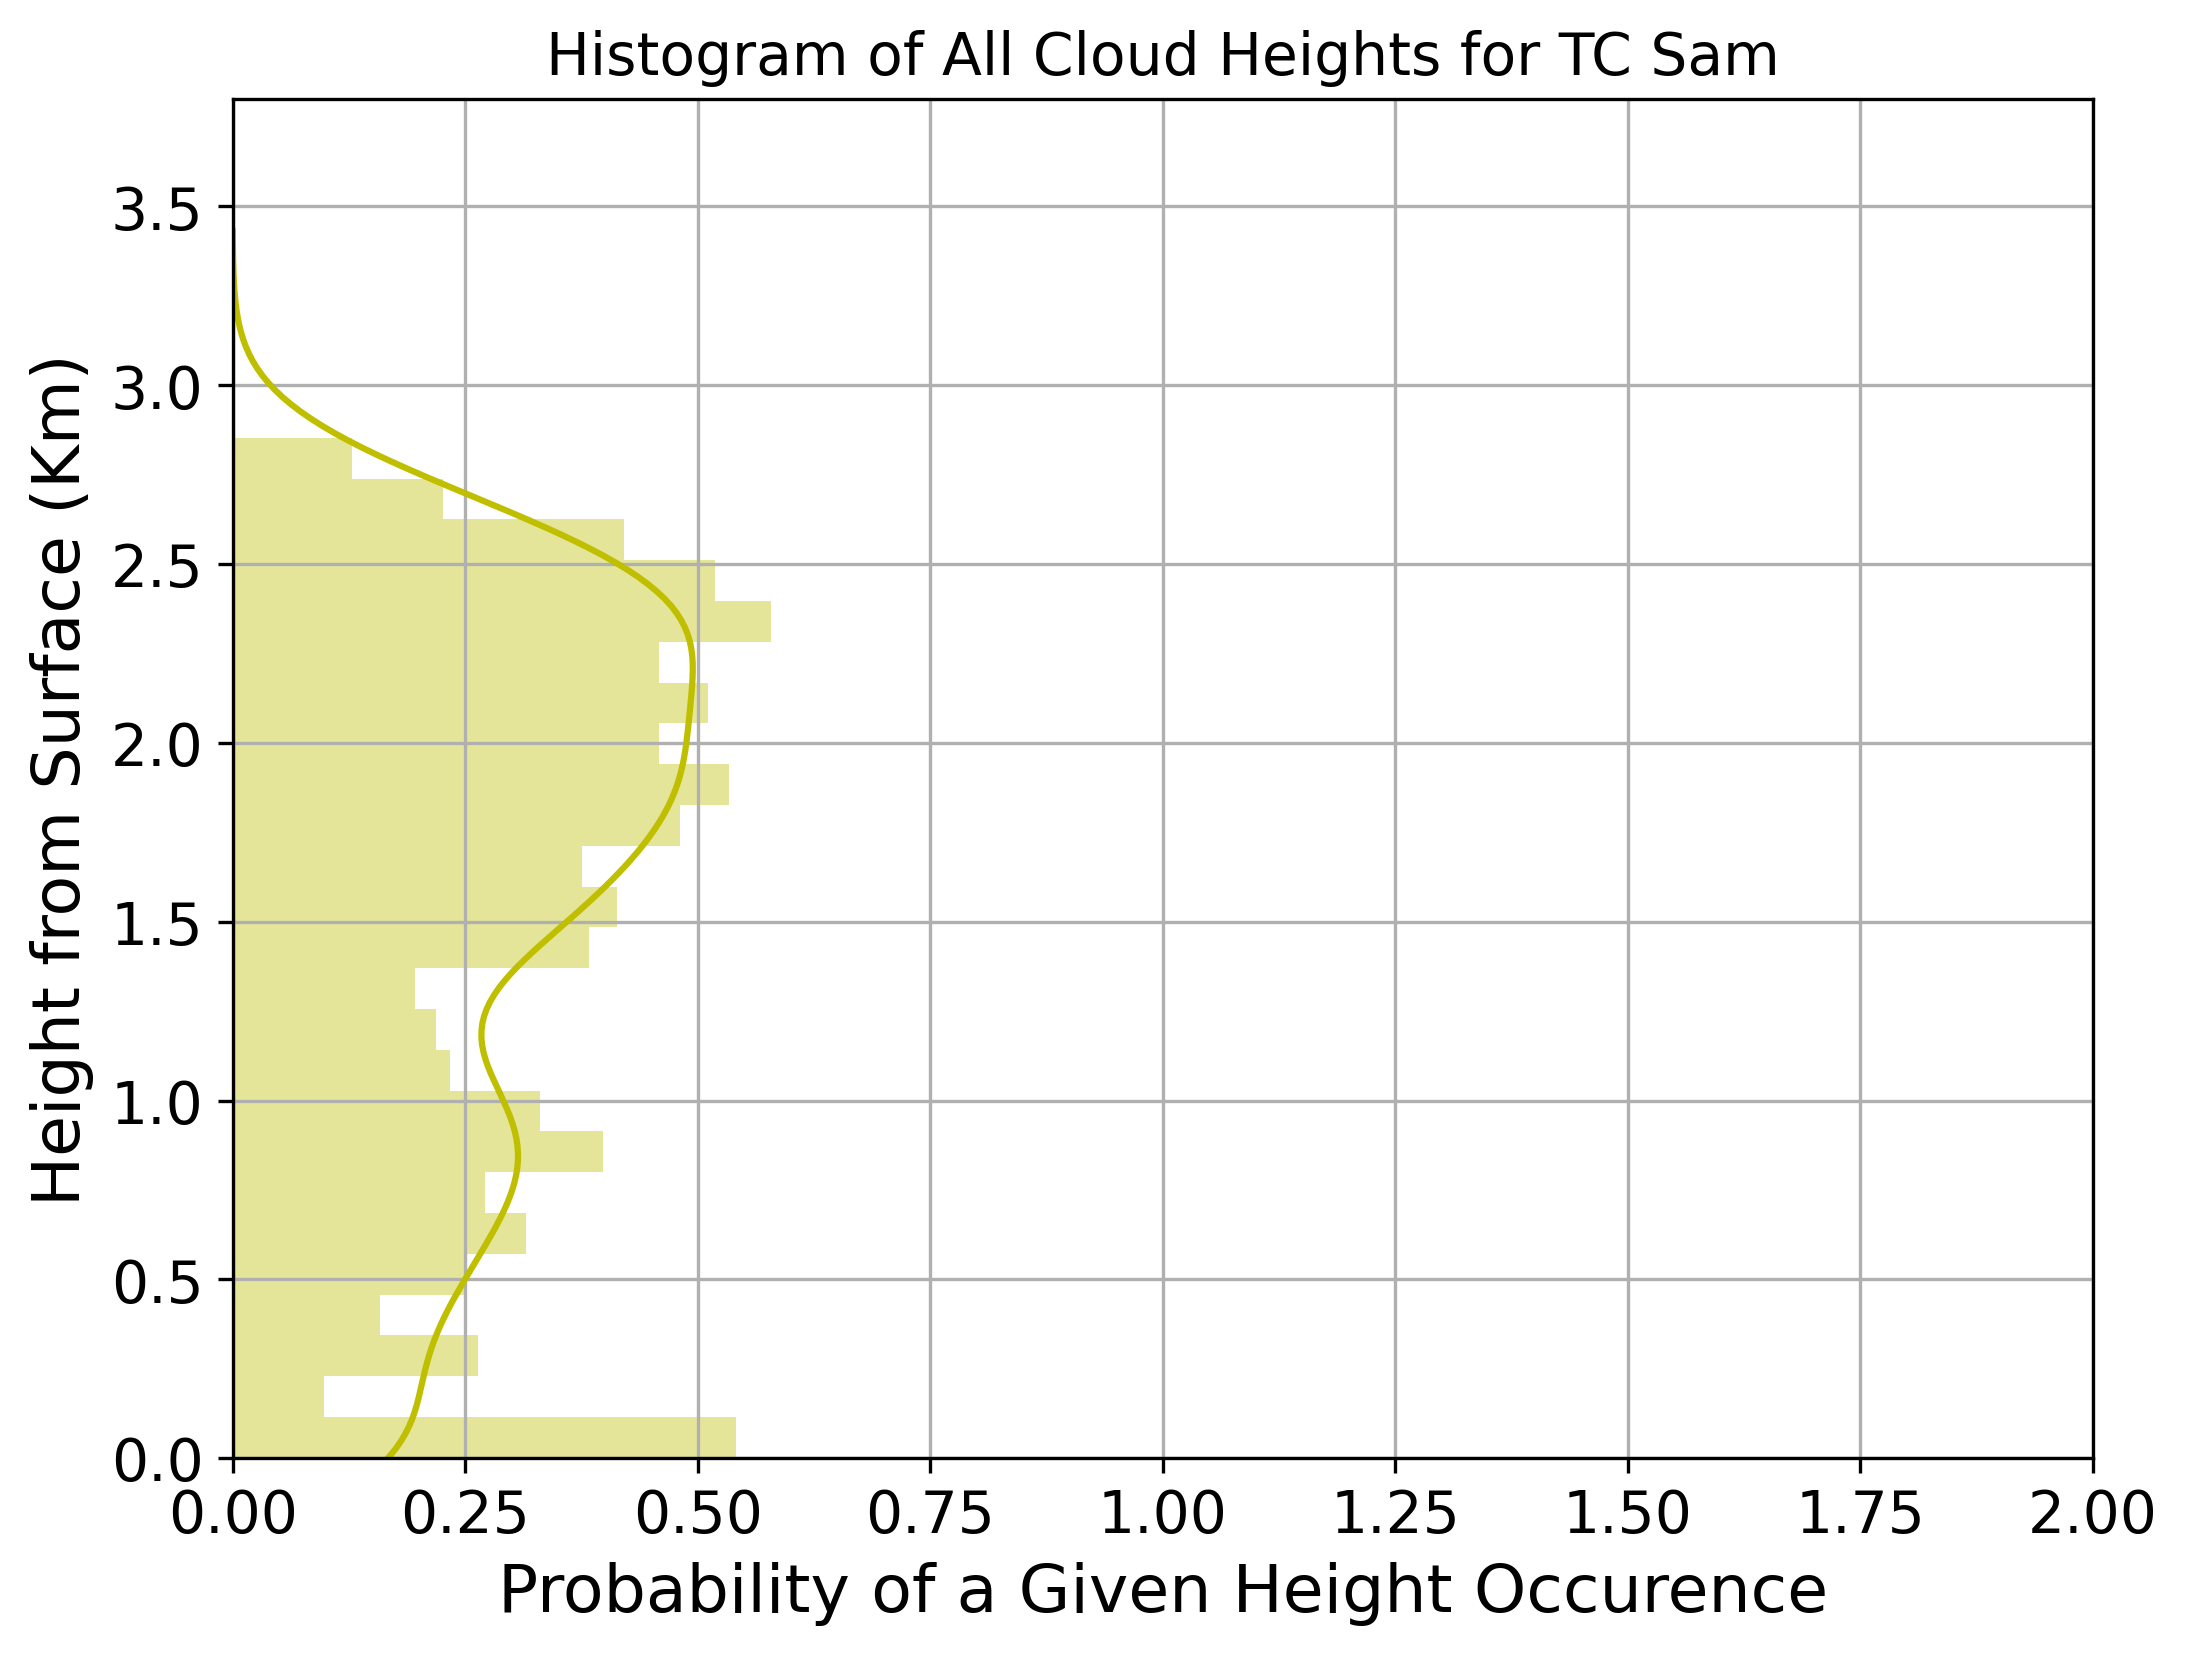 Histogram of All Cloud Heights for TC Sam
Height from Surface (Km)
3.5
3.0
2.5
2.0
1.5
1.0
0.5
0.0
0.00 0.25 0.50 0.75 1.00 1.25 1.50 1.75 2.00
Probability of a Given Height Occurence